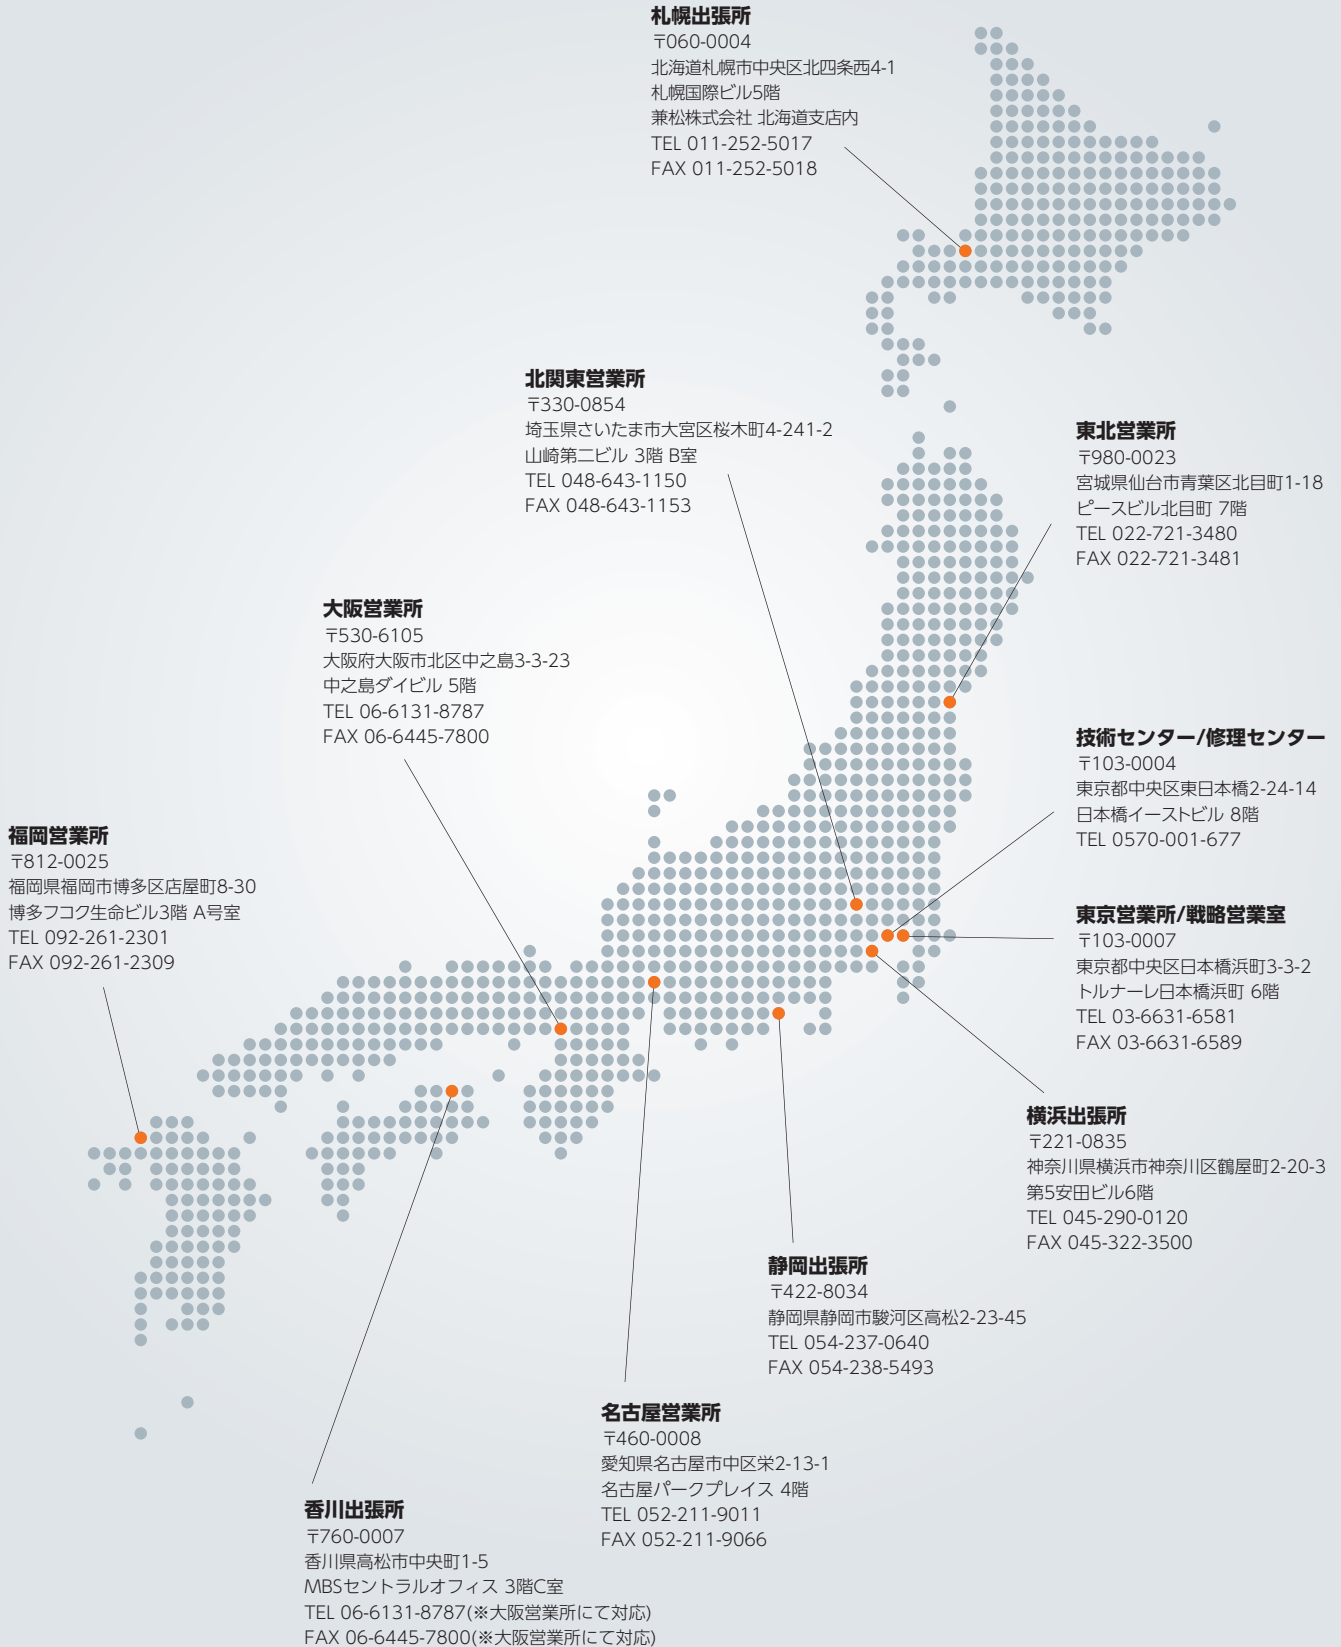 札幌出張所
〒060-0004
北海道札幌市中央区北四条西4-1
札幌国際ビル5階
兼松株式会社 北海道支店内
TEL 011-252-5017
FAX 011-252-5018
北関東営業所
〒330-0854
埼玉県さいたま市大宮区桜木町4-241-2
山崎第二ビル 3階 B室
TEL 048-643-1150
FAX 048-643-1153
東北営業所
〒980-0023
宮城県仙台市青葉区北目町1-18
ピースビル北目町 7階
TEL 022-721-3480
FAX 022-721-3481
大阪営業所
〒530-6105
大阪府大阪市北区中之島3-3-23
中之島ダイビル 5階
TEL 06-6131-8787
FAX 06-6445-7800
技術センター/修理センター
〒103-0004
東京都中央区東日本橋2-24-14
日本橋イーストビル 8階
TEL 0570-001-677
福岡営業所
〒812-0025
福岡県福岡市博多区店屋町8-30
博多フコク生命ビル3階 A号室
TEL 092-261-2301
FAX 092-261-2309
東京営業所/戦略営業室
〒103-0007
東京都中央区日本橋浜町3-3-2
トルナーレ日本橋浜町 6階
TEL 03-6631-6581
FAX 03-6631-6589
横浜出張所
〒221-0835
神奈川県横浜市神奈川区鶴屋町2-20-3
第5安田ビル6階
TEL 045-290-0120
FAX 045-322-3500
静岡出張所
〒422-8034
静岡県静岡市駿河区高松2-23-45
TEL 054-237-0640
FAX 054-238-5493
名古屋営業所
〒460-0008
愛知県名古屋市中区栄2-13-1
名古屋パークプレイス 4階
TEL 052-211-9011
FAX 052-211-9066
香川出張所
〒760-0007
香川県高松市中央町1-5
MBSセントラルオフィス 3階C室
TEL 06-6131-8787(※大阪営業所にて対応)
FAX 06-6445-7800(※大阪営業所にて対応)